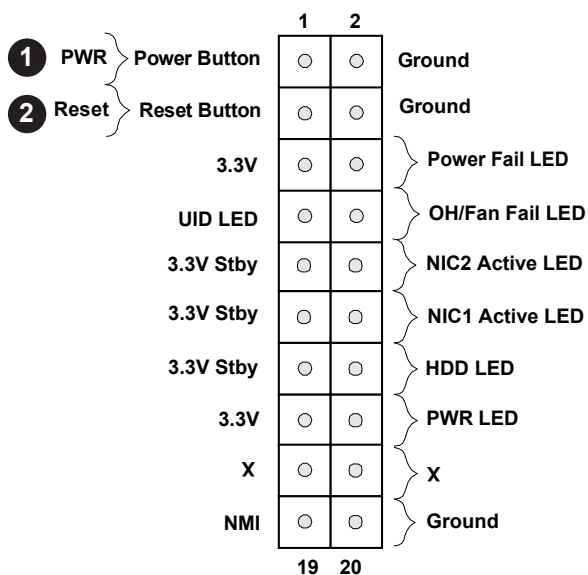 1 2
1 PWR Power Button Ground
2 Reset Reset Button Ground
3.3V Power Fail LED
UID LED OH/Fan Fail LED
3.3V Stby NIC2 Active LED
3.3V Stby NIC1 Active LED
3.3V Stby HDD LED
3.3V PWR LED
X X
NMI Ground
19 20